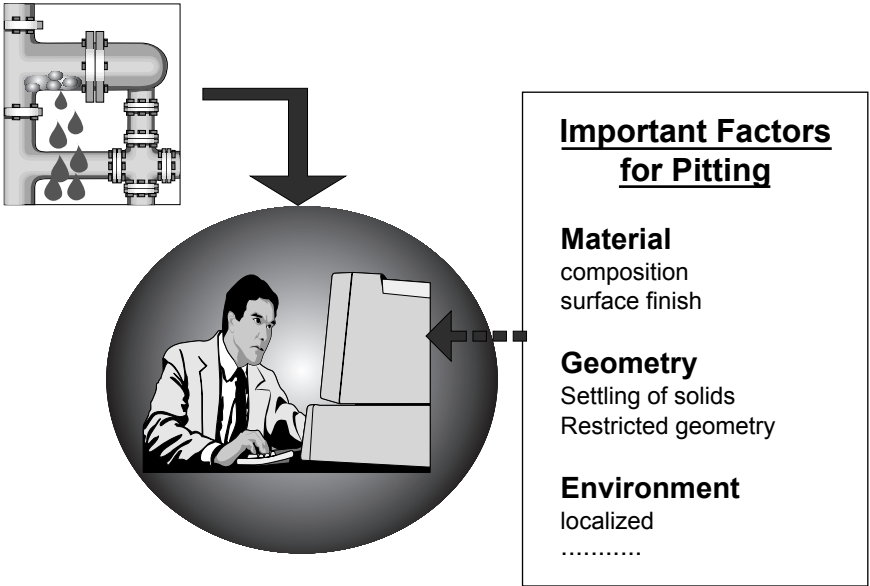 Important Factors
for Pitting
Material
composition
surface finish
Geometry
Settling of solids
Restricted geometry
Environment
localized
...........